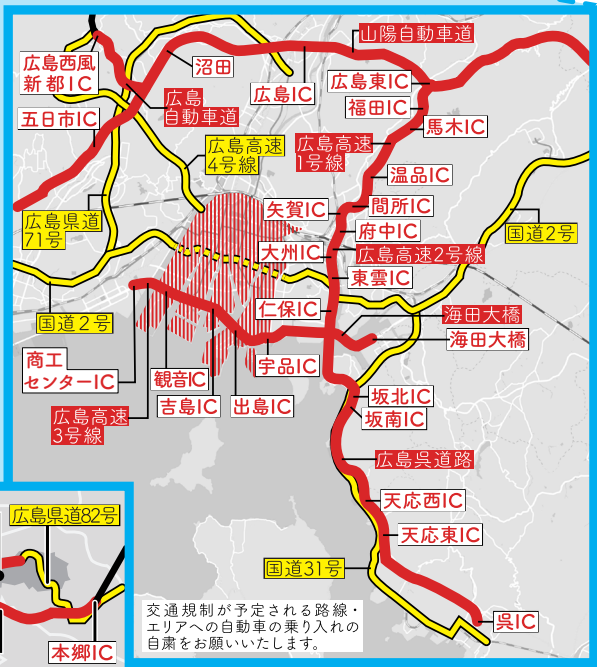 山陽自動車道
広島西風
新都IC
沼田
広島IC
広島東IC
広島
自動車道
福田IC
五日市IC
馬木IC
広島高速
4号線
広島高速
1号線
温品IC
矢賀IC
間所IC
広島県道
71号
府中IC
国道2号
大州IC
広島高速2号線
東雲IC
仁保IC
国道2号
海田大橋
海田大橋IC
商工
センターIC
観音IC
宇品IC
吉島IC
出島IC
坂北IC
坂南IC
広島高速
3号線
広島呉道路
天応西IC
天応東IC
広島県道82号
国道31号
呉IC
本郷IC
交通規制が予定される路線・
エリアへの自動車の乗り入れの
自粛をお願いいたします。